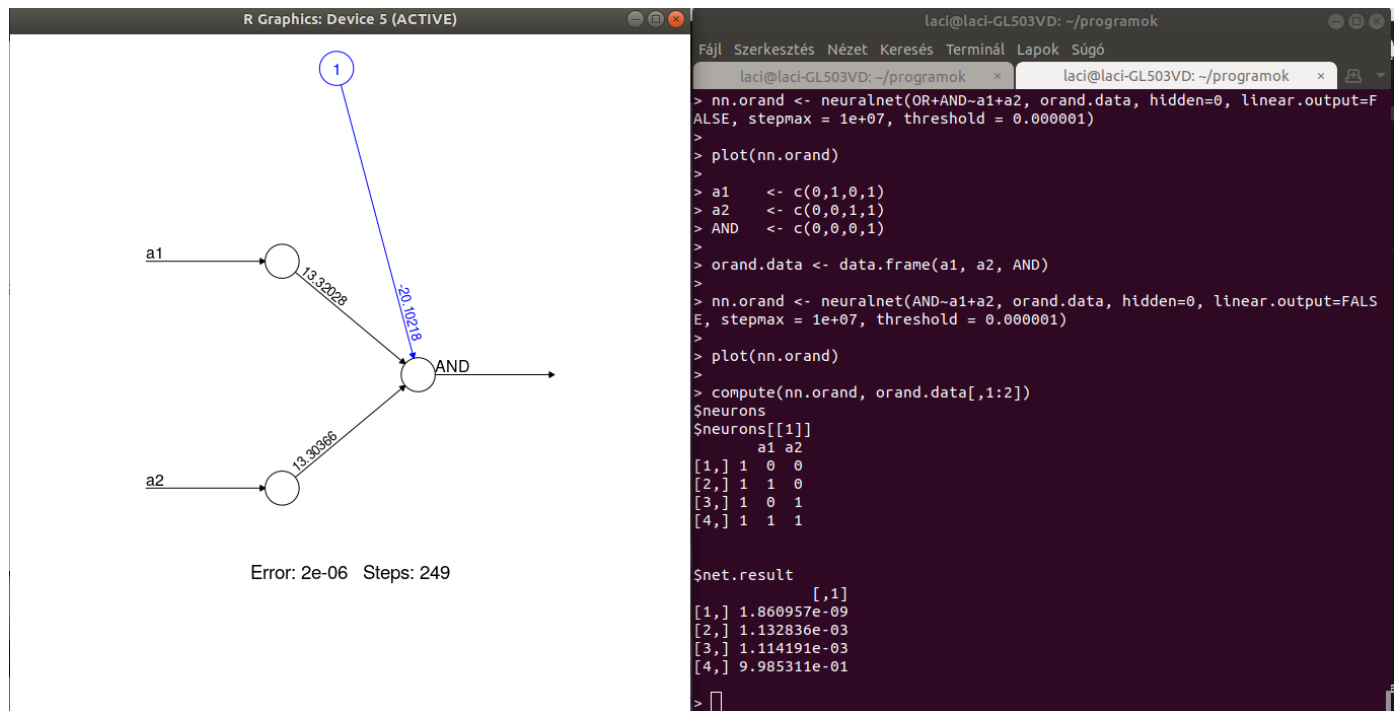 R Graphics: Device 5 (ACTIVE)
1
a1
13.32028
-20.10218
AND
13.30366
a2
Error: 2e-06   Steps: 249
laci@laci-GL503VD: ~/programok
Fájl Szerkesztés Nézet Keresés Terminál Lapok Súgó
laci@laci-GL503VD: ~/programok × laci@laci-GL503VD: ~/programok ×
> nn.orand <- neuralnet(OR+AND~a1+a2, orand.data, hidden=0, linear.output=F
ALSE, stepmax = 1e+07, threshold = 0.000001)
>
> plot(nn.orand)
>
> a1    <- c(0,1,0,1)
> a2    <- c(0,0,1,1)
> AND   <- c(0,0,0,1)
>
> orand.data <- data.frame(a1, a2, AND)
>
> nn.orand <- neuralnet(AND~a1+a2, orand.data, hidden=0, linear.output=FALS
E, stepmax = 1e+07, threshold = 0.000001)
>
> plot(nn.orand)
>
> compute(nn.orand, orand.data[,1:2])
$neurons
$neurons[[1]]
       a1 a2
[1,] 1  0  0
[2,] 1  1  0
[3,] 1  0  1
[4,] 1  1  1
$net.result
             [,1]
[1,] 1.860957e-09
[2,] 1.132836e-03
[3,] 1.114191e-03
[4,] 9.985311e-01
>